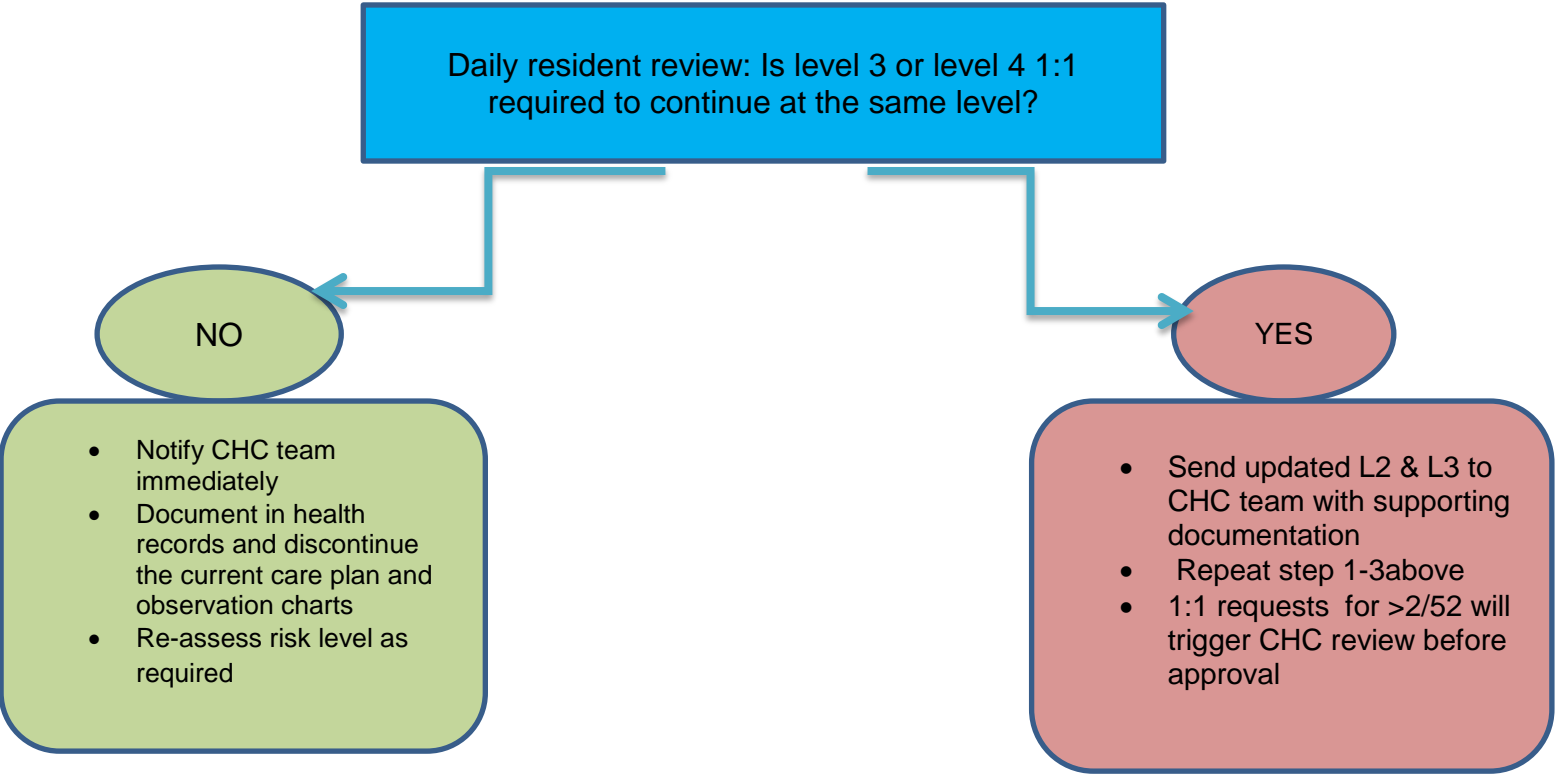 Daily resident review: Is level 3 or level 4 1:1
required to continue at the same level?
NO
• Notify CHC team
immediately
• Document in health
records and discontinue
the current care plan and
observation charts
• Re-assess risk level as
required
YES
• Send updated L2 & L3 to
CHC team with supporting
documentation
• Repeat step 1-3above
• 1:1 requests for >2/52 will
trigger CHC review before
approval